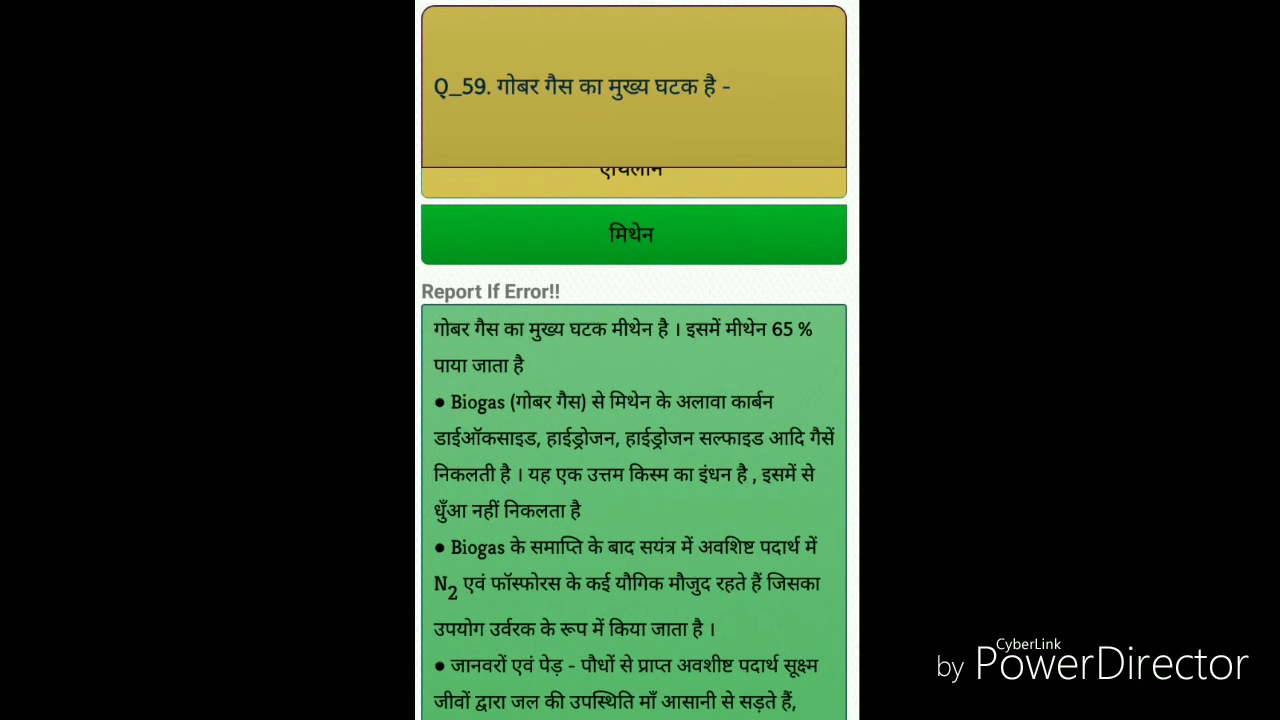 Q_59. गोबर गैस का मुख्य घटक है -
मिथेन
Report If Error!!
गोबर गैस का मुख्य घटक मीथेन है । इसमें मीथेन 65 %
पाया जाता है
● Biogas (गोबर गैस) से मिथेन के अलावा कार्बन
डाईऑकसाइड, हाईड्रोजन, हाईड्रोजन सल्फाइड आदि गैसें
निकलती है । यह एक उत्तम किस्म का इंधन है , इसमें से
धुँआ नहीं निकलता है
● Biogas के समाप्ति के बाद सयंत्र में अवशिष्ट पदार्थ में
N2 एवं फॉस्फोरस के कई यौगिक मौजुद रहते हैं जिसका
उपयोग उर्वरक के रूप में किया जाता है ।
● जानवरों एवं पेड़ - पौधों से प्राप्त अवशीष्ट पदार्थ सूक्ष्म
जीवों द्वारा जल की उपस्थिति माँ आसानी से सड़ते हैं,
CyberLink
by PowerDirector